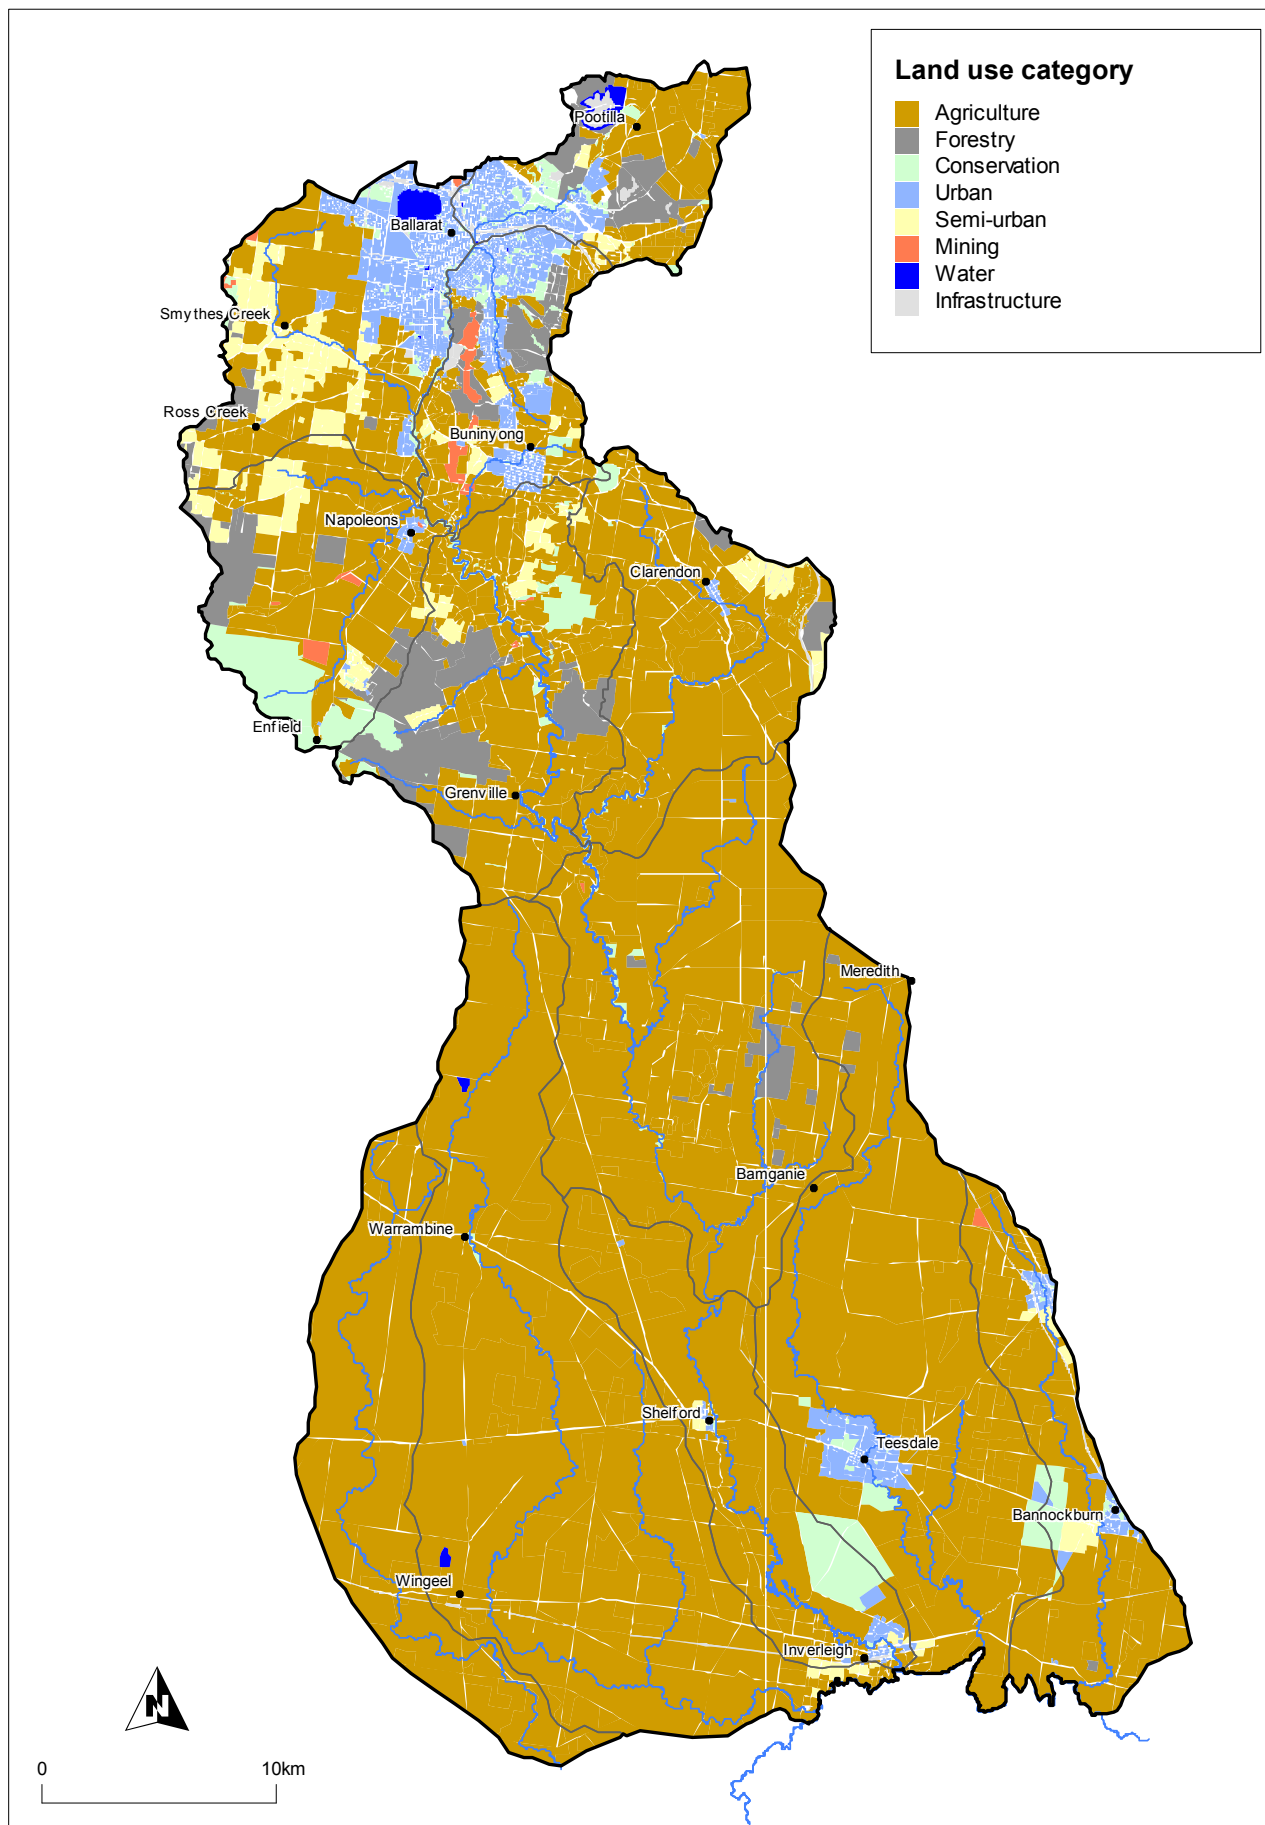 Land use category
Agriculture
Forestry
Conservation
Urban
Semi-urban
Mining
Water
Infrastructure
Pootilla
Ballarat
Smythes Creek
Ross Creek
Buninyong
Napoleons
Clarendon
Enfield
Grenville
Meredith
Bamganie
Warrambine
Shelford
Teesdale
Bannockburn
Wingeel
Inverleigh
N
0 10km